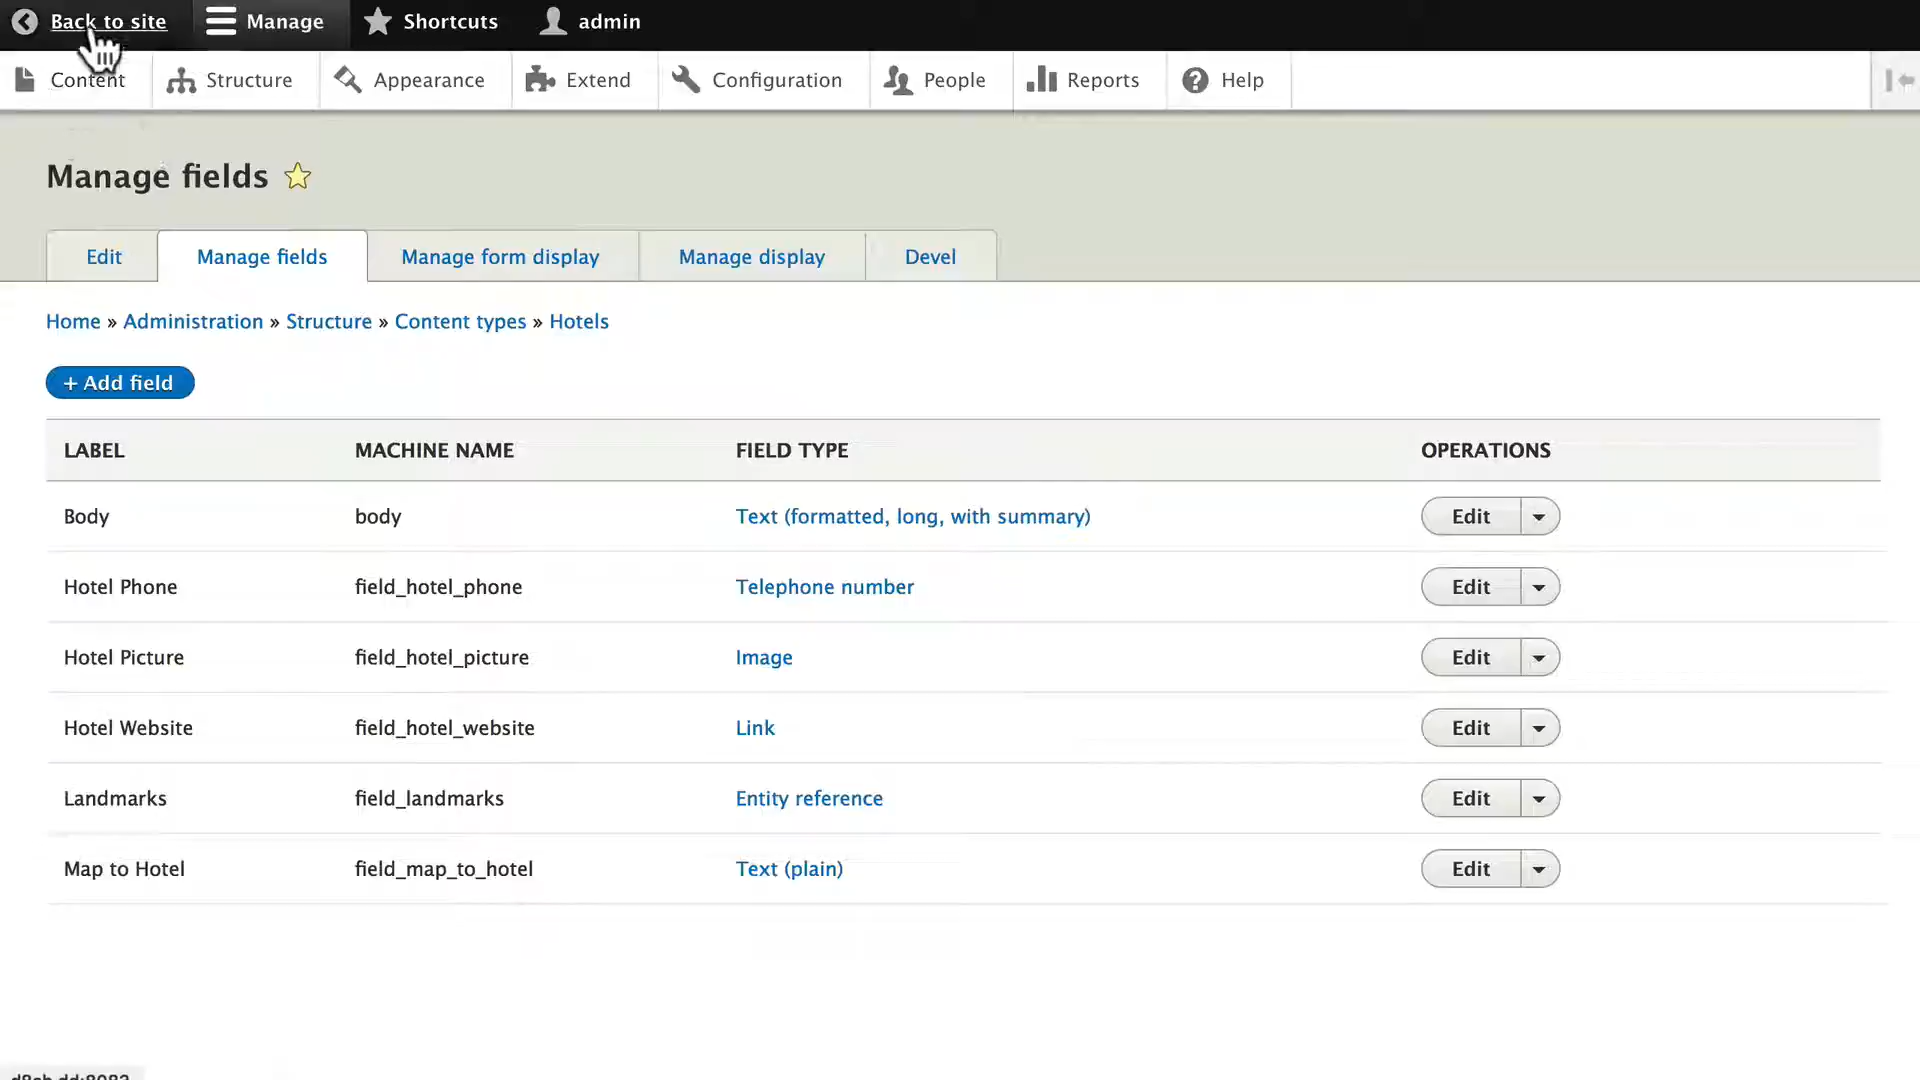 Back to site Manage Shortcuts admin
Content Structure Appearance Extend Configuration People Reports Help
Manage fields
Edit Manage fields Manage form display Manage display Devel
Home » Administration » Structure » Content types » Hotels
+ Add field
LABEL MACHINE NAME FIELD TYPE OPERATIONS
Body body Text (formatted, long, with summary) Edit
Hotel Phone field_hotel_phone Telephone number Edit
Hotel Picture field_hotel_picture Image Edit
Hotel Website field_hotel_website Link Edit
Landmarks field_landmarks Entity reference Edit
Map to Hotel field_map_to_hotel Text (plain) Edit